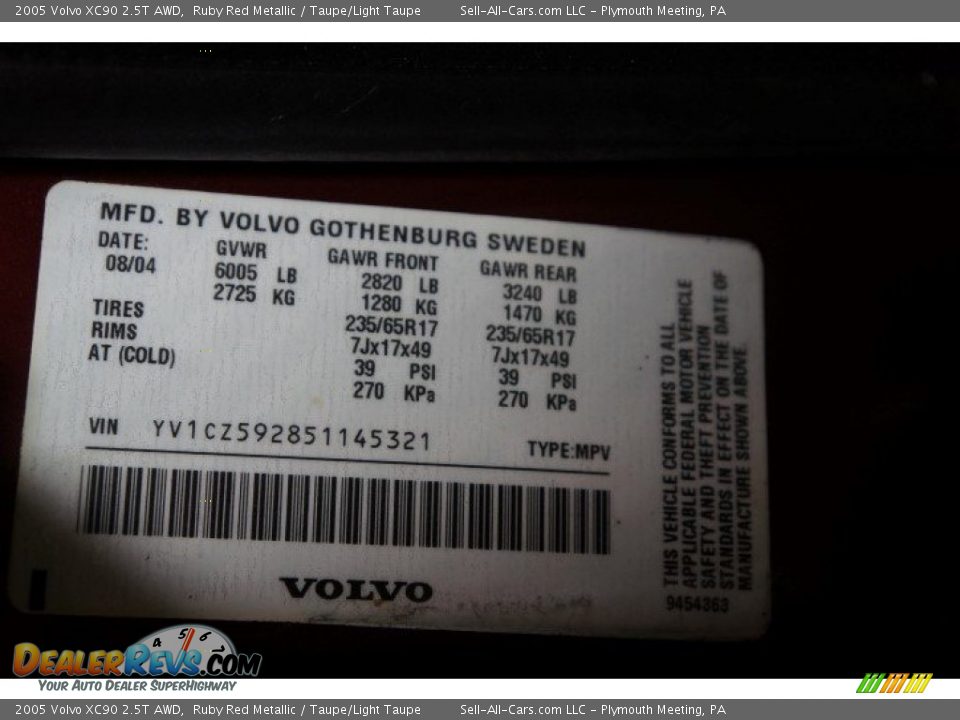 2005 Volvo XC90 2.5T AWD, Ruby Red Metallic / Taupe/Light Taupe Sell-All-Cars.com LLC - Plymouth Meeting, PA
MFD. BY VOLVO GOTHENBURG SWEDEN
DATE: GVWR GAWR FRONT GAWR REAR
08/04 6005 LB 2820 LB 3240 LB
2725 KG 1280 KG 1470 KG
TIRES 235/65R17 235/65R17
RIMS 7Jx17x49 7Jx17x49
AT (COLD) 39 PSI 39 PSI
270 KPa 270 KPa
VIN YV1CZ592851145321 TYPE:MPV
VOLVO
THIS VEHICLE CONFORMS TO ALL
APPLICABLE FEDERAL MOTOR VEHICLE
SAFETY AND THEFT PREVENTION
STANDARDS IN EFFECT ON THE DATE OF
MANUFACTURE SHOWN ABOVE.
9454363
4 5 6
DEALERREVS.COM
YOUR AUTO DEALER SUPERHIGHWAY
2005 Volvo XC90 2.5T AWD, Ruby Red Metallic / Taupe/Light Taupe Sell-All-Cars.com LLC - Plymouth Meeting, PA